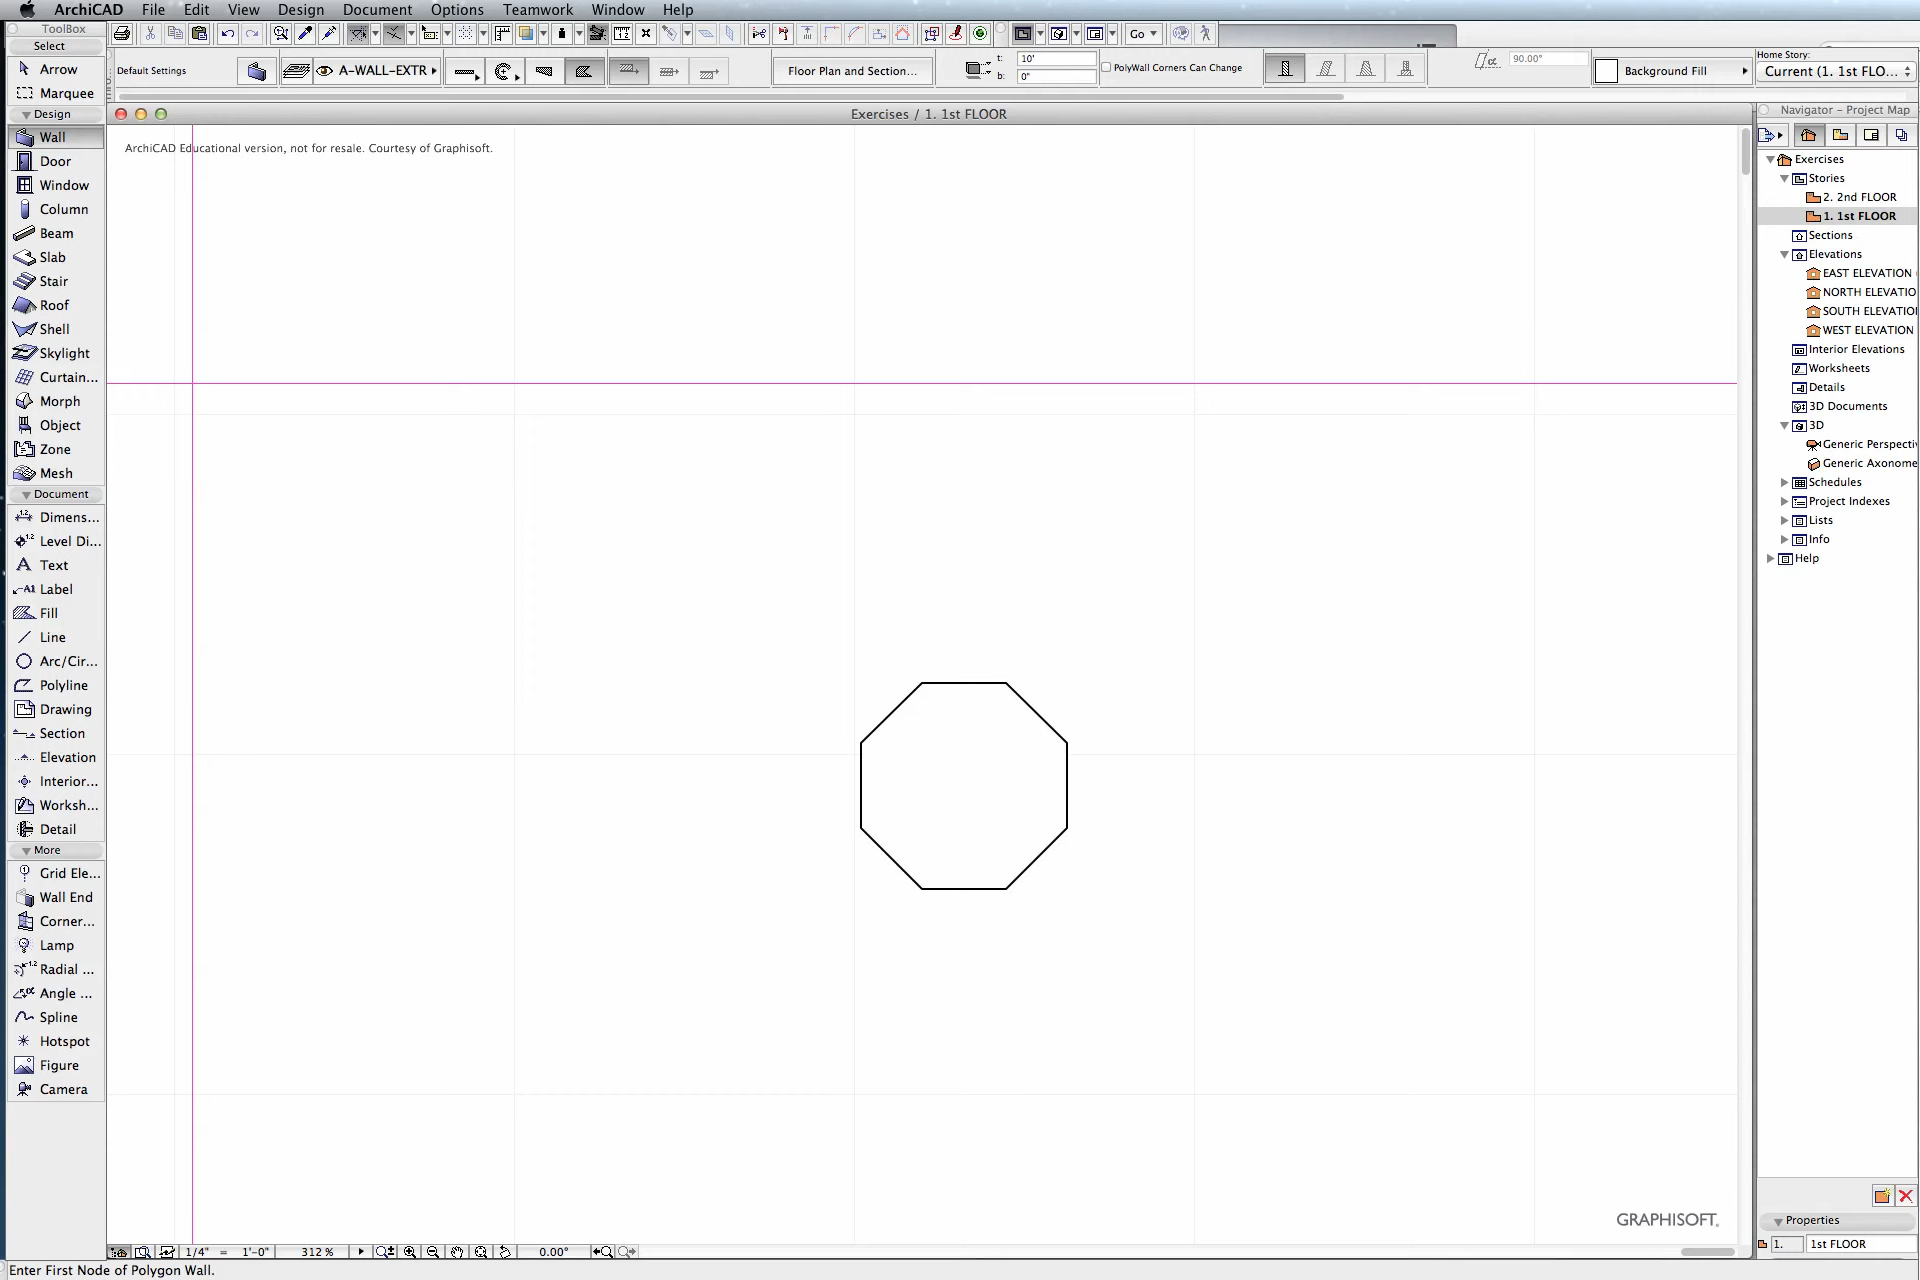 ArchiCAD File Edit View Design Document Options Teamwork Window Help
ToolBox
Select
Arrow
Marquee
Design
Wall
Door
Window
Column
Beam
Slab
Stair
Roof
Shell
Skylight
Curtain...
Morph
Object
Zone
Mesh
Document
Dimens...
Level Di...
Text
Label
Fill
Line
Arc/Cir...
Polyline
Drawing
Section
Elevation
Interior...
Worksh...
Detail
More
Grid Ele...
Wall End
Corner...
Lamp
Radial ...
Angle ...
Spline
Hotspot
Figure
Camera
Go
Default Settings
A-WALL-EXTR
Floor Plan and Section...
t: 10'
b: 0"
PolyWall Corners Can Change
α 90.00°
Background Fill
Home Story:
Current (1. 1st FLO...
Exercises / 1. 1st FLOOR
ArchiCAD Educational version, not for resale. Courtesy of Graphisoft.
GRAPHISOFT.
Navigator - Project Map
Exercises
Stories
2. 2nd FLOOR
1. 1st FLOOR
Sections
Elevations
EAST ELEVATION
NORTH ELEVATIO
SOUTH ELEVATIO
WEST ELEVATION
Interior Elevations
Worksheets
Details
3D Documents
3D
Generic Perspecti
Generic Axonome
Schedules
Project Indexes
Lists
Info
Help
Properties
1. 1st FLOOR
1/4" = 1'-0" 312 % 0.00°
Enter First Node of Polygon Wall.